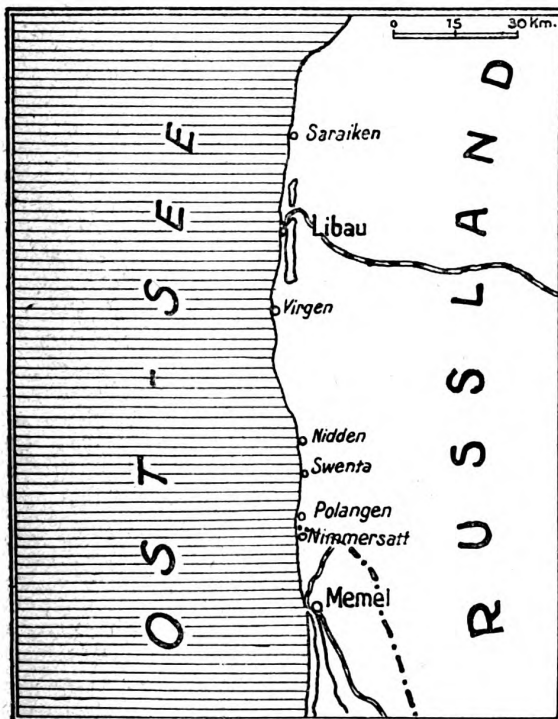 0 15 30 Km.
OST-SEE
RUSSLAND
Saraiken
Libau
Virgen
Nidden
Swenta
Polangen
Nimmersatt
Memel